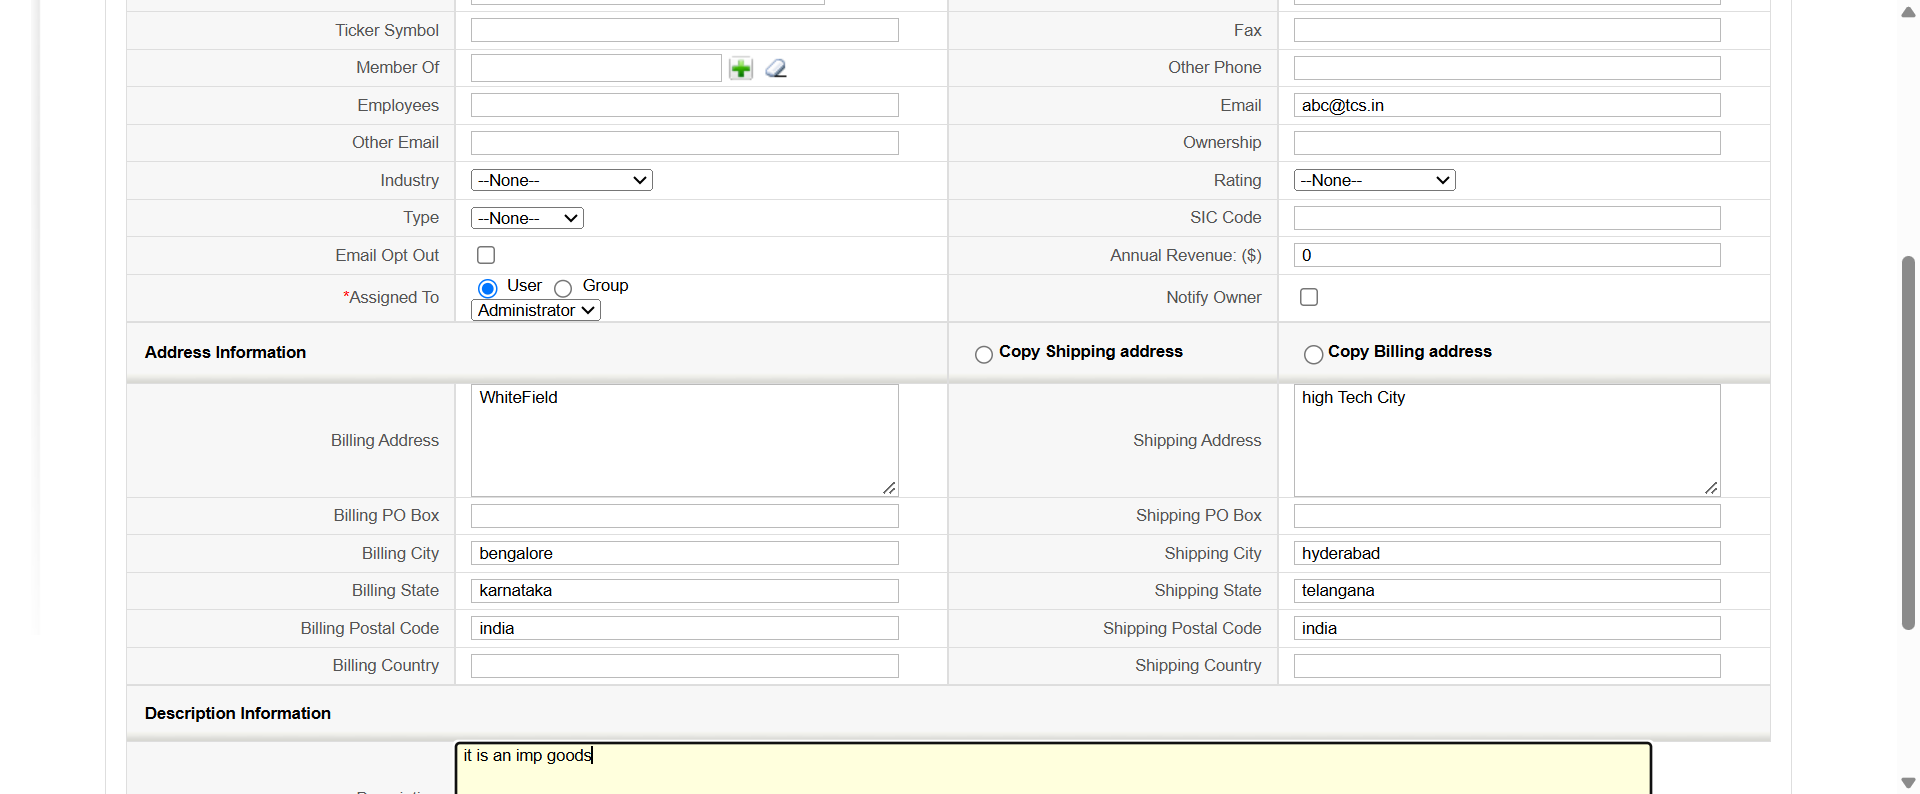 Ticker Symbol Fax
Member Of Other Phone
Employees Email abc@tcs.in
Other Email Ownership
Industry --None-- Rating --None--
Type --None-- SIC Code
Email Opt Out Annual Revenue: ($) 0
*Assigned To User Group Notify Owner
Administrator
Address Information Copy Shipping address Copy Billing address
WhiteField high Tech City
Billing Address Shipping Address
Billing PO Box Shipping PO Box
Billing City bengalore Shipping City hyderabad
Billing State karnataka Shipping State telangana
Billing Postal Code india Shipping Postal Code india
Billing Country Shipping Country
Description Information
it is an imp goods